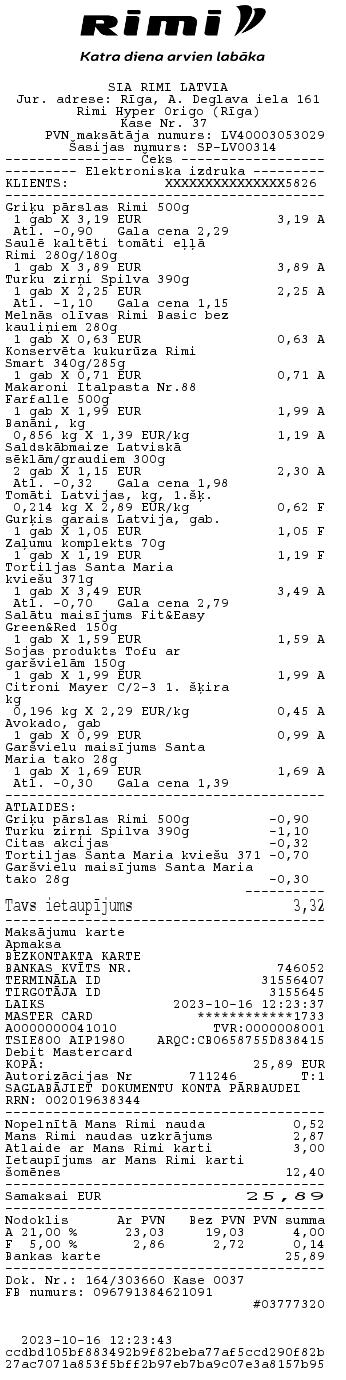 Rimi
Katra diena arvien labāka
SIA RIMI LATVIA
Jur. adrese: Rīga, A. Deglava iela 161
Rimi Hyper Origo (Rīga)
Kase Nr. 37
PVN maksātāja numurs: LV40003053029
Šasijas numurs: SP-LV00314
---------------- Čeks ------------------
--------- Elektroniska izdruka ---------
KLIENTS: XXXXXXXXXXXXXXX5826
Griķu pārslas Rimi 500g
1 gab X 3,19 EUR 3,19 A
Atl. -0,90 Gala cena 2,29
Saulē kaltēti tomāti eļļā
Rimi 280g/180g
1 gab X 3,89 EUR 3,89 A
Turku zirņi Spilva 390g
1 gab X 2,25 EUR 2,25 A
Atl. -1,10 Gala cena 1,15
Melnās olīvas Rimi Basic bez
kauliņiem 280g
1 gab X 0,63 EUR 0,63 A
Konservēta kukurūza Rimi
Smart 340g/285g
1 gab X 0,71 EUR 0,71 A
Makaroni Italpasta Nr.88
Farfalle 500g
1 gab X 1,99 EUR 1,99 A
Banāni, kg
0,856 kg X 1,39 EUR/kg 1,19 A
Saldskābmaize Latviskā
sēklām/graudiem 300g
2 gab X 1,15 EUR 2,30 A
Atl. -0,32 Gala cena 1,98
Tomāti Latvijas, kg, 1.šķ.
0,214 kg X 2,89 EUR/kg 0,62 F
Gurķis garais Latvija, gab.
1 gab X 1,05 EUR 1,05 F
Zaļumu komplekts 70g
1 gab X 1,19 EUR 1,19 F
Tortiljas Santa Maria
kviešu 371g
1 gab X 3,49 EUR 3,49 A
Atl. -0,70 Gala cena 2,79
Salātu maisījums Fit&Easy
Green&Red 150g
1 gab X 1,59 EUR 1,59 A
Sojas produkts Tofu ar
garšvielām 150g
1 gab X 1,99 EUR 1,99 A
Citroni Mayer C/2-3 1. šķira
kg
0,196 kg X 2,29 EUR/kg 0,45 A
Avokado, gab
1 gab X 0,99 EUR 0,99 A
Garšvielu maisījums Santa
Maria tako 28g
1 gab X 1,69 EUR 1,69 A
Atl. -0,30 Gala cena 1,39
ATLAIDES:
Griķu pārslas Rimi 500g -0,90
Turku zirņi Spilva 390g -1,10
Citas akcijas -0,32
Tortiljas Santa Maria kviešu 371 -0,70
Garšvielu maisījums Santa Maria
tako 28g -0,30
Tavs ietaupījums 3,32
Maksājumu karte
Apmaksa
BEZKONTAKTA KARTE
BANKAS KVĪTS NR. 746052
TERMINĀLA ID 31556407
TIRGOTĀJA ID 3155645
LAIKS 2023-10-16 12:23:37
MASTER CARD ************1733
A0000000041010 TVR:0000008001
TSIE800 AIP1980 ARQC:CB0658755D838415
Debit Mastercard
KOPĀ: 25,89 EUR
Autorizācijas Nr 711246 T:1
SAGLABĀJIET DOKUMENTU KONTA PĀRBAUDEI
RRN: 002019638344
Nopelnītā Mans Rimi nauda 0,52
Mans Rimi naudas uzkrājums 2,87
Atlaide ar Mans Rimi karti 3,00
Ietaupījums ar Mans Rimi karti
šomēnes 12,40
Samaksai EUR 25,89
Nodoklis Ar PVN Bez PVN PVN summa
A 21,00 % 23,03 19,03 4,00
F 5,00 % 2,86 2,72 0,14
Bankas karte 25,89
Dok. Nr.: 164/303660 Kase 0037
FB numurs: 096791384621091
#03777320
2023-10-16 12:23:43
ccdbd105bf883492b9f82beba77af5ccd290f82b
27ac7071a853f5bff2b97eb7ba9c07e3a8157b95